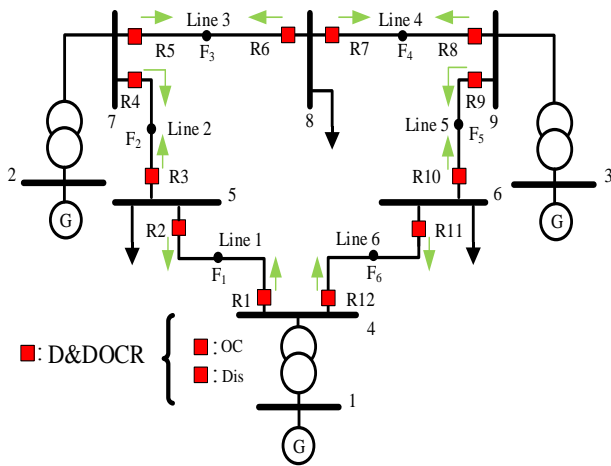 Line 3
Line 4
R5
F3
R6
R7
F4
R8
R4
R9
7
8
9
Line 2
Line 5
F2
F5
2
3
R3
R10
G
5
6
G
R2
R11
Line 1
Line 6
F1
F6
R1
R12
4
: D&DOCR
: OC
: Dis
1
G